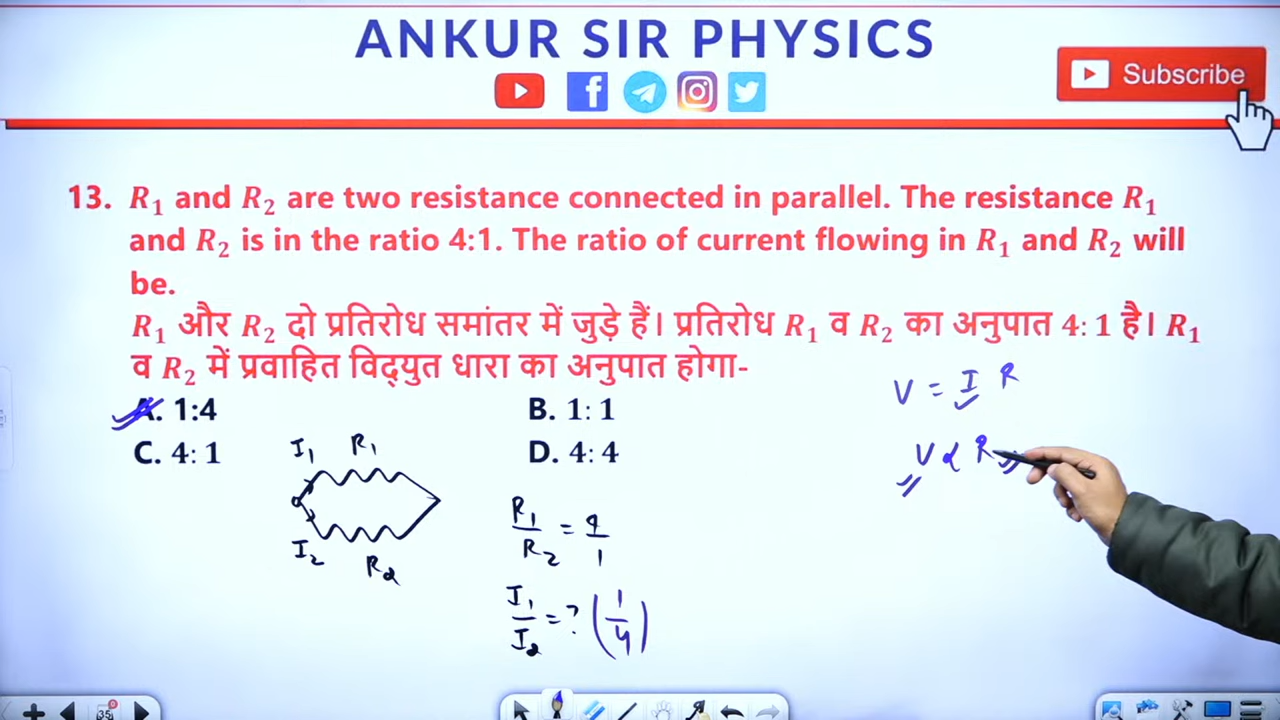 ANKUR SIR PHYSICS
Subscribe
13. R₁ and R₂ are two resistance connected in parallel. The resistance R₁
and R₂ is in the ratio 4:1. The ratio of current flowing in R₁ and R₂ will
be.
R₁ और R₂ दो प्रतिरोध समांतर में जुड़े हैं। प्रतिरोध R₁ व R₂ का अनुपात 4: 1 है। R₁
व R₂ में प्रवाहित विद्युत धारा का अनुपात होगा-
A. 1:4
B. 1: 1
C. 4: 1
D. 4: 4
V = I R
V ∝ R
I₁ R₁
I₂ R₂
R₁/R₂ = 4/1
I₁/I₂ = ? (1/4)
35